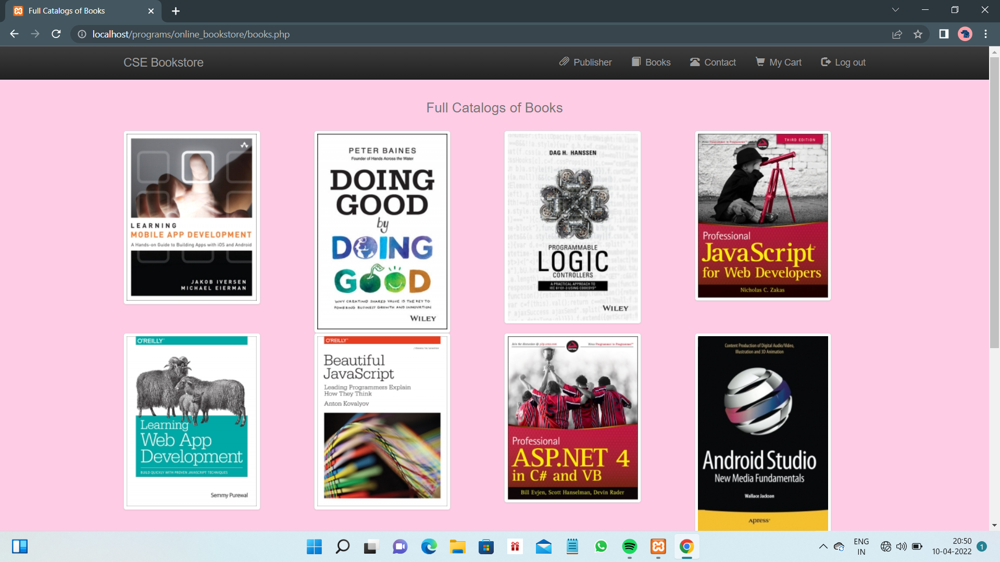 Full Catalogs of Books
localhost/programs/online_bookstore/books.php
CSE Bookstore
Publisher
Books
Contact
My Cart
Log out
Full Catalogs of Books
LEARNING
MOBILE APP DEVELOPMENT
A Hands-on Guide to Building Apps with iOS and Android
JAKOB IVERSEN
MICHAEL EIERMAN
PETER BAINES
Founder of Hands Across the Water
DOING
GOOD
by
DOING
GOOD
WHY CREATING SHARED VALUE IS THE KEY TO
POWERING BUSINESS GROWTH AND INNOVATION
WILEY
DAG H. HANSSEN
PROGRAMMABLE
LOGIC
CONTROLLERS
A PRACTICAL APPROACH TO
IEC 61131-3 USING CODESYS
WILEY
THIRD EDITION
Professional
JavaScript
for Web Developers
Nicholas C. Zakas
O'REILLY
Learning
Web App
Development
BUILD QUICKLY WITH PROVEN JAVASCRIPT TECHNIQUES
Semmy Purewal
O'REILLY
Beautiful
JavaScript
Leading Programmers Explain
How They Think
Anton Kovalyov
Professional
ASP.NET 4
in C# and VB
Bill Evjen, Scott Hanselman, Devin Rader
Content Production of Digital Audio/Video,
Illustration and 3D Animation
Android Studio
New Media Fundamentals
Wallace Jackson
Apress
ENG
IN
20:50
10-04-2022
1